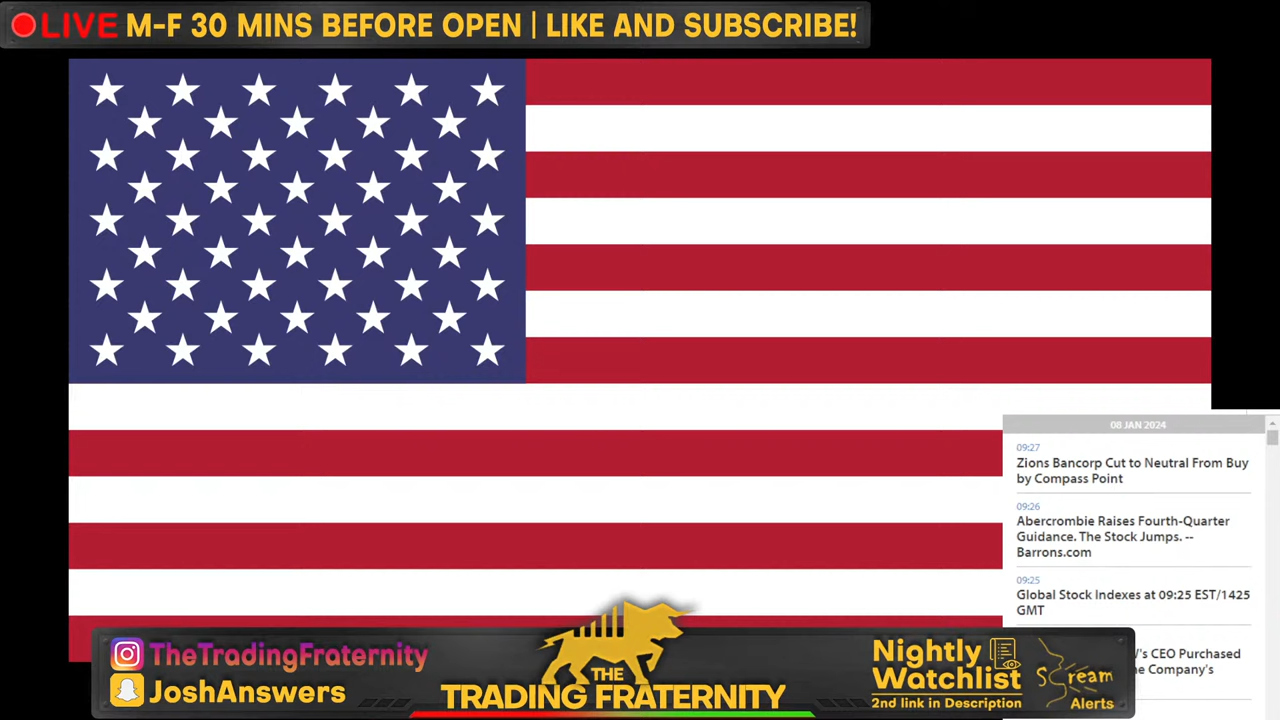 LIVE M-F 30 MINS BEFORE OPEN | LIKE AND SUBSCRIBE!
08 JAN 2024
09:27
Zions Bancorp Cut to Neutral From Buy
by Compass Point
09:26
Abercrombie Raises Fourth-Quarter
Guidance. The Stock Jumps. --
Barrons.com
09:25
Global Stock Indexes at 09:25 EST/1425
GMT
's CEO Purchased
Company's
TheTradingFraternity
JoshAnswers
THE
TRADING FRATERNITY
Nightly
Watchlist
2nd link in Description
Scream
Alerts